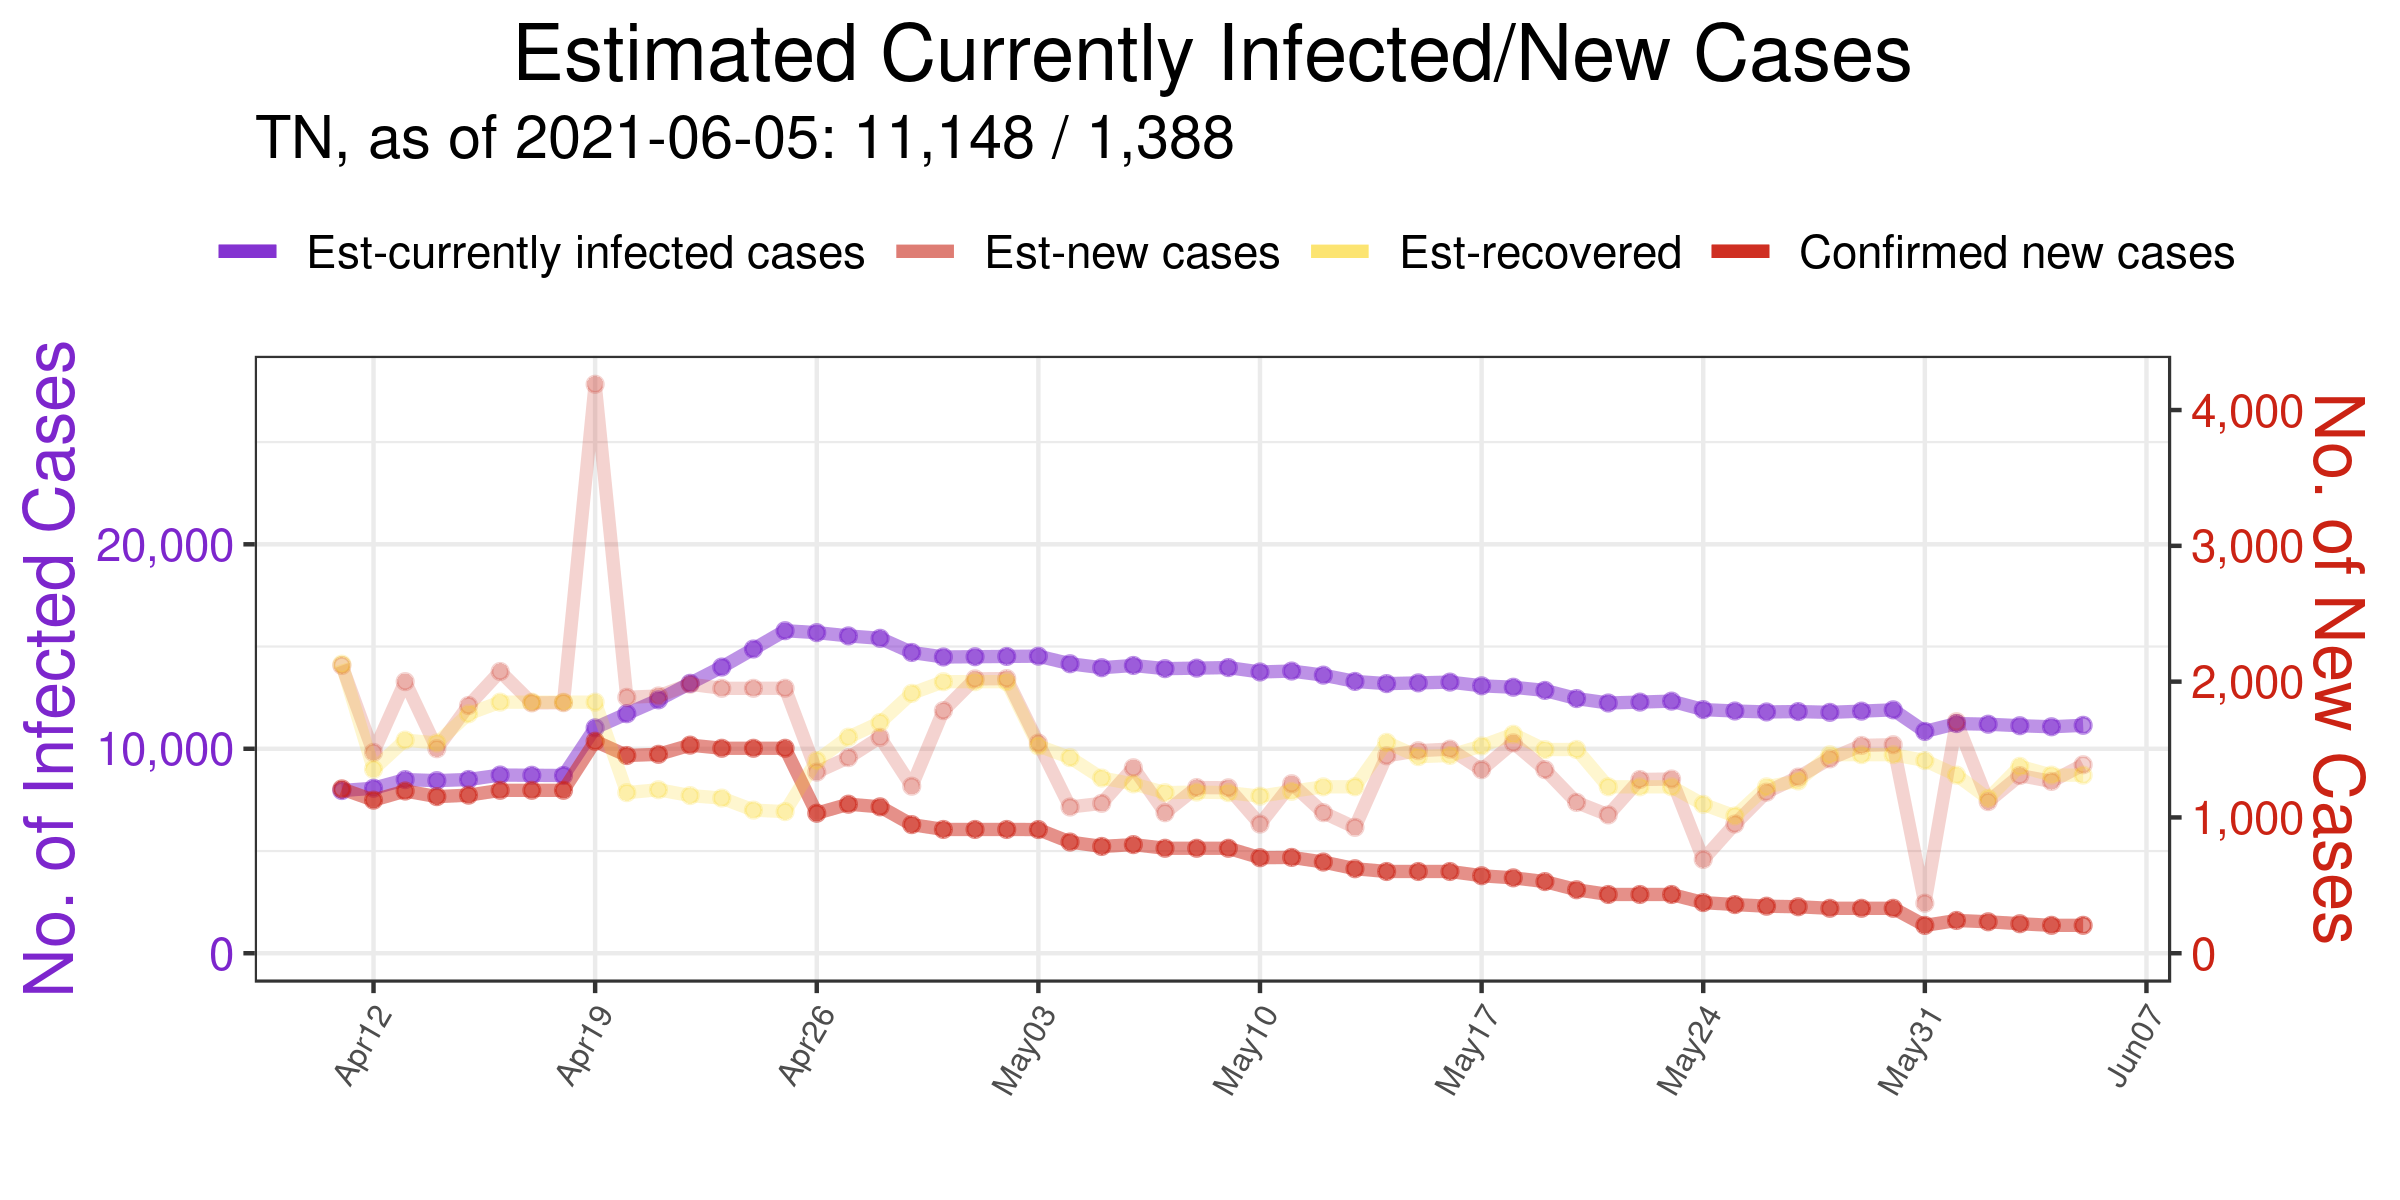 Estimated Currently Infected/New Cases
TN, as of 2021-06-05: 11,148 / 1,388
Est-currently infected cases Est-new cases Est-recovered Confirmed new cases
No. of Infected Cases
20,000
10,000
0
4,000
3,000
2,000
1,000
0
No. of New Cases
Apr12 Apr19 Apr26 May03 May10 May17 May24 May31 Jun07